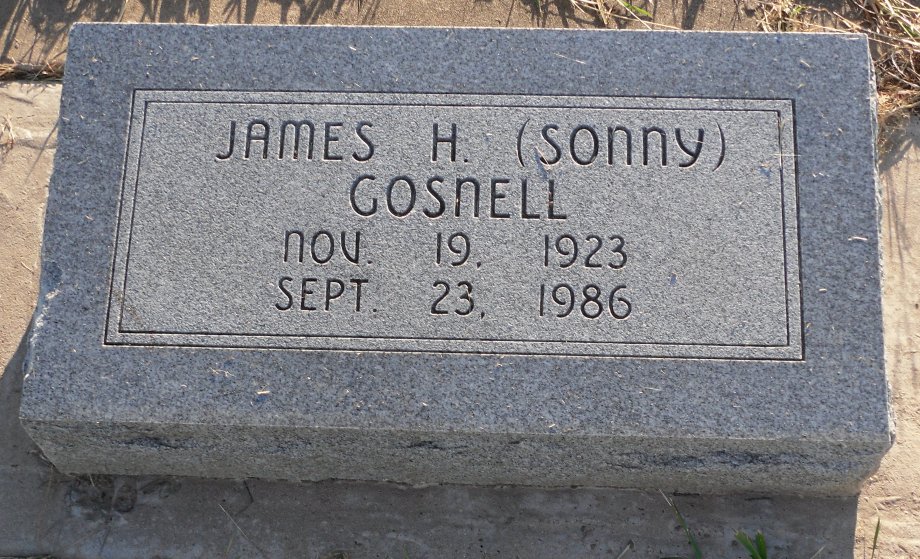 JAMES H. (SONNY)
GOSNELL
NOV. 19, 1923
SEPT. 23, 1986